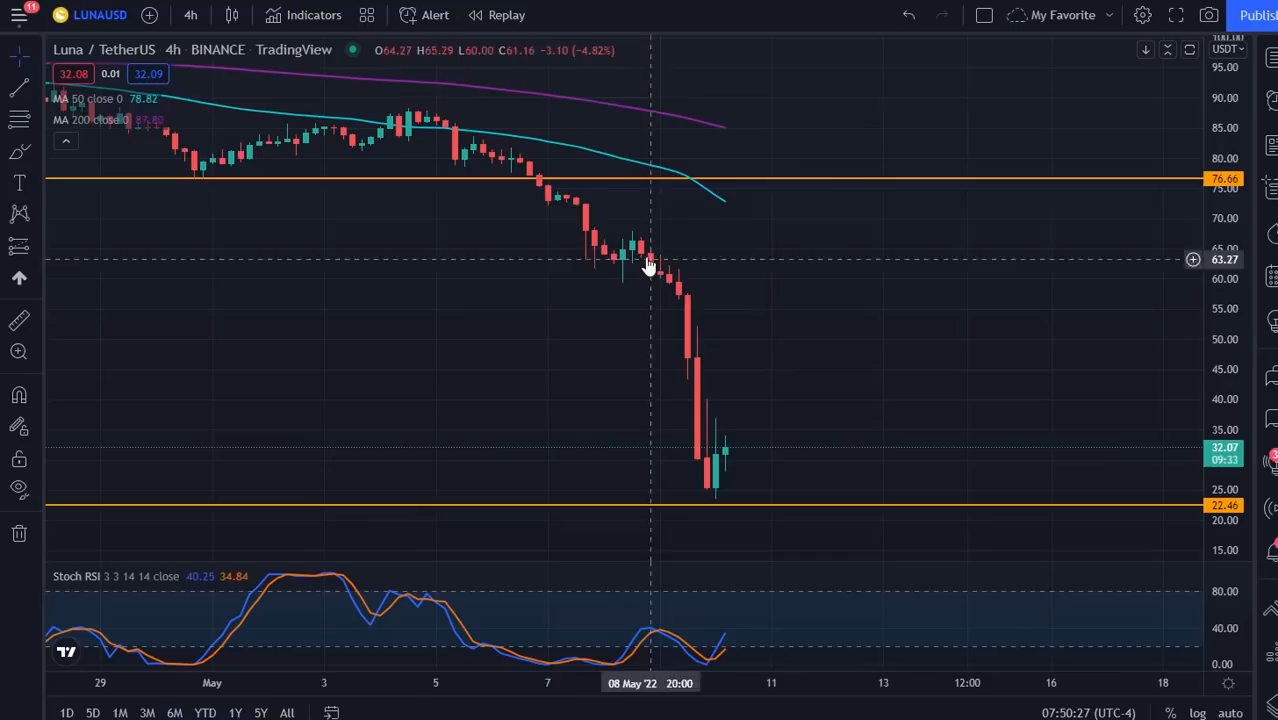 11
LUNAUSD
4h
Indicators
Alert
Replay
My Favorite
Publis
Luna / TetherUS 4h BINANCE TradingView
O64.27 H65.29 L60.00 C61.16 −3.10 (−4.82%)
32.08 0.01 32.09
MA 50 close 0 78.82
MA 200 close 0 87.80
100.00
USDT
95.00
90.00
85.00
80.00
76.66
75.00
70.00
65.00
63.27
60.00
55.00
50.00
45.00
40.00
35.00
32.07
09:33
25.00
22.46
20.00
15.00
Stoch RSI 3 3 14 14 close 40.25 34.84
80.00
40.00
0.00
29 May 3 5 7 08 May '22 20:00 11 13 12:00 16 18
1D 5D 1M 3M 6M YTD 1Y 5Y All
07:50:27 (UTC-4) % log auto